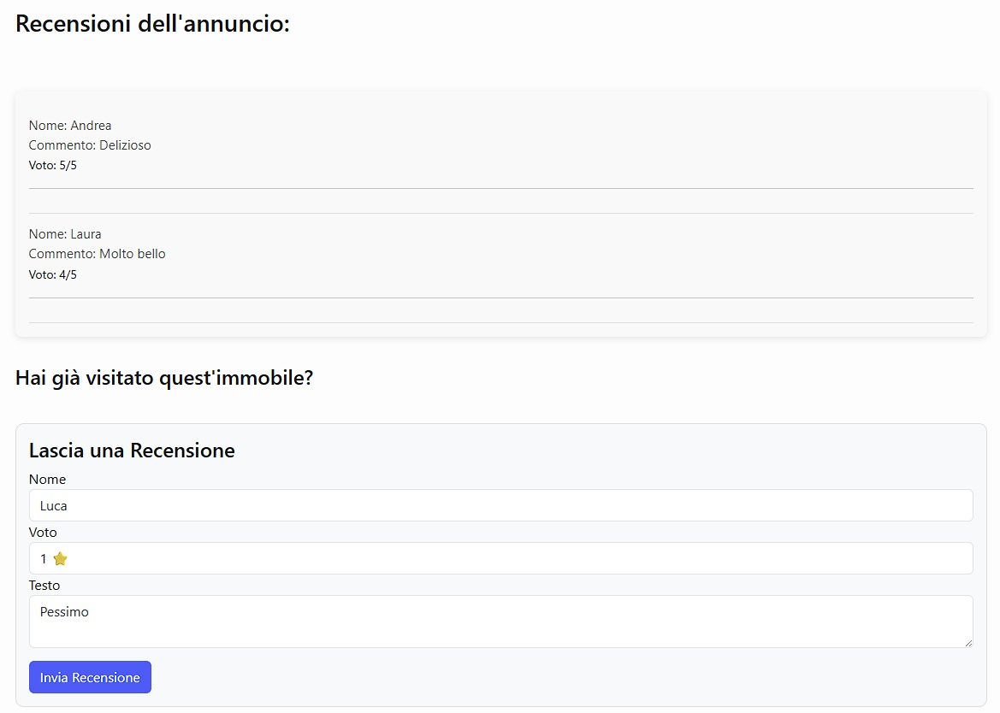 Recensioni dell'annuncio:
Nome: Andrea
Commento: Delizioso
Voto: 5/5
Nome: Laura
Commento: Molto bello
Voto: 4/5
Hai già visitato quest'immobile?
Lascia una Recensione
Nome
Luca
Voto
1 ⭐
Testo
Pessimo
Invia Recensione